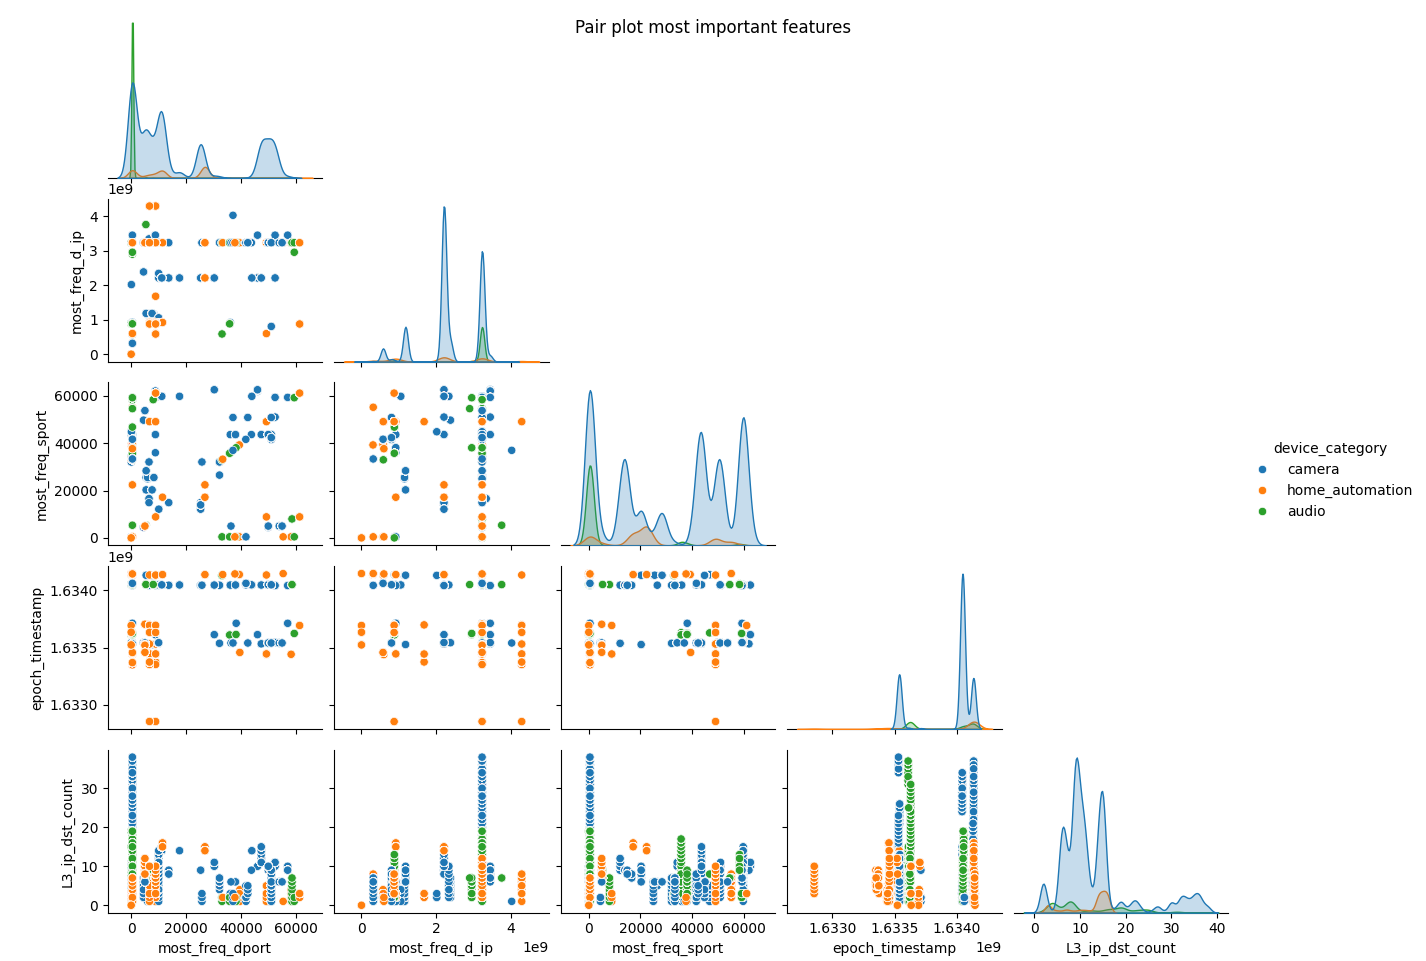 Pair plot most important features
1e9
4
3
2
1
0
most_freq_d_ip
60000
40000
20000
0
most_freq_sport
device_category
camera
home_automation
audio
1e9
1.6340
1.6335
1.6330
epoch_timestamp
30
20
10
0
L3_ip_dst_count
0 20000 40000 60000
most_freq_dport
0 2 4
1e9
most_freq_d_ip
0 20000 40000 60000
most_freq_sport
1.6330 1.6335 1.6340
1e9
epoch_timestamp
0 10 20 30 40
L3_ip_dst_count